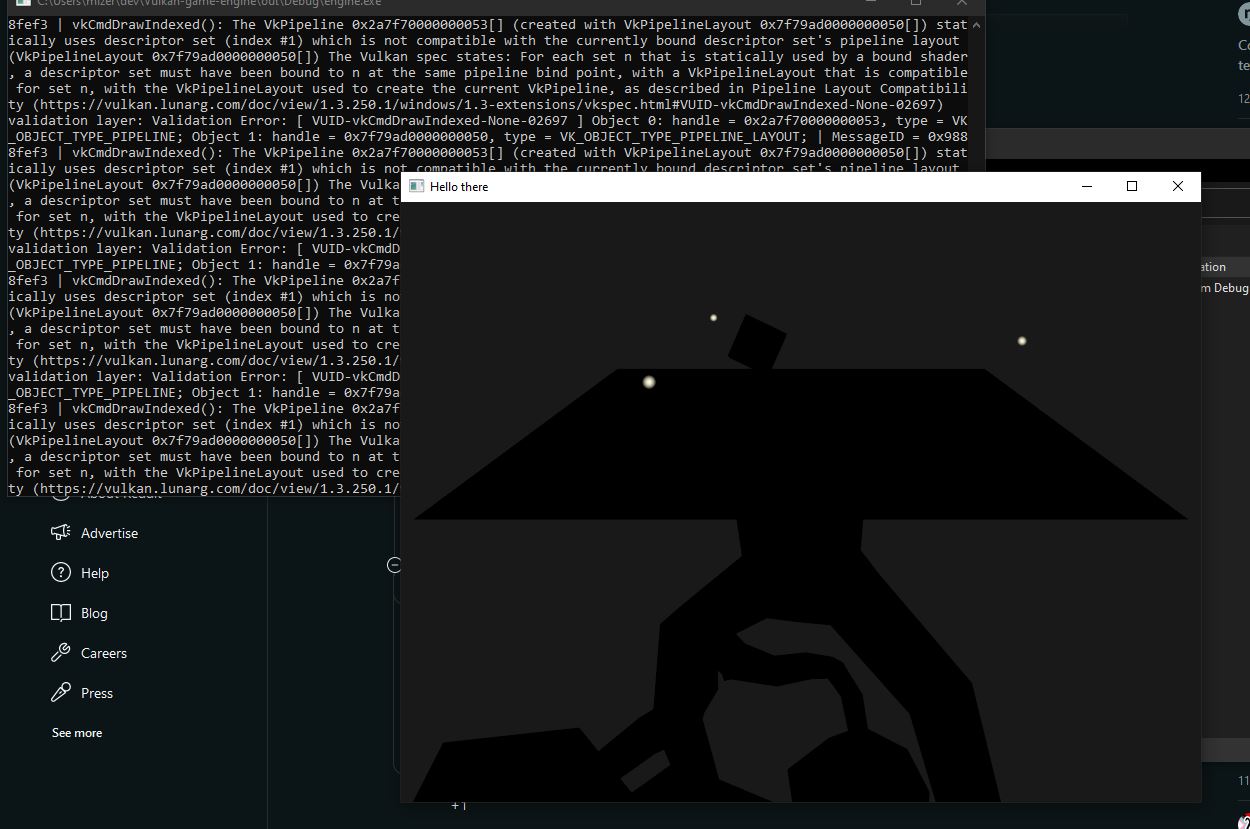 C:\Users\mizer\dev\Vulkan-game-engine\out\Debug\engine.exe
8fef3 | vkCmdDrawIndexed(): The VkPipeline 0x2a7f70000000053[] (created with VkPipelineLayout 0x7f79ad0000000050[]) stat
ically uses descriptor set (index #1) which is not compatible with the currently bound descriptor set's pipeline layout
(VkPipelineLayout 0x7f79ad0000000050[]) The Vulkan spec states: For each set n that is statically used by a bound shader
, a descriptor set must have been bound to n at the same pipeline bind point, with a VkPipelineLayout that is compatible
for set n, with the VkPipelineLayout used to create the current VkPipeline, as described in Pipeline Layout Compatibili
ty (https://vulkan.lunarg.com/doc/view/1.3.250.1/windows/1.3-extensions/vkspec.html#VUID-vkCmdDrawIndexed-None-02697)
validation layer: Validation Error: [ VUID-vkCmdDrawIndexed-None-02697 ] Object 0: handle = 0x2a7f70000000053, type = VK
_OBJECT_TYPE_PIPELINE; Object 1: handle = 0x7f79ad0000000050, type = VK_OBJECT_TYPE_PIPELINE_LAYOUT; | MessageID = 0x988
8fef3 | vkCmdDrawIndexed(): The VkPipeline 0x2a7f70000000053[] (created with VkPipelineLayout 0x7f79ad0000000050[]) stat
ically uses descriptor set (index #1) which is not compatible with the currently bound descriptor set's pipeline layout
(VkPipelineLayout 0x7f79ad0000000050[]) The Vulka
Hello there
, a descriptor set must have been bound to n at t
for set n, with the VkPipelineLayout used to cre
ty (https://vulkan.lunarg.com/doc/view/1.3.250.1/
validation layer: Validation Error: [ VUID-vkCmdD
_OBJECT_TYPE_PIPELINE; Object 1: handle = 0x7f79a
8fef3 | vkCmdDrawIndexed(): The VkPipeline 0x2a7f
ically uses descriptor set (index #1) which is no
(VkPipelineLayout 0x7f79ad0000000050[]) The Vulka
, a descriptor set must have been bound to n at t
for set n, with the VkPipelineLayout used to cre
ty (https://vulkan.lunarg.com/doc/view/1.3.250.1/
validation layer: Validation Error: [ VUID-vkCmdD
_OBJECT_TYPE_PIPELINE; Object 1: handle = 0x7f79a
8fef3 | vkCmdDrawIndexed(): The VkPipeline 0x2a7f
ically uses descriptor set (index #1) which is no
(VkPipelineLayout 0x7f79ad0000000050[]) The Vulka
, a descriptor set must have been bound to n at t
for set n, with the VkPipelineLayout used to cre
ty (https://vulkan.lunarg.com/doc/view/1.3.250.1/
About Reddit
Advertise
Help
Blog
Careers
Press
See more
+1
Co
te
12
ation
m Debug
11